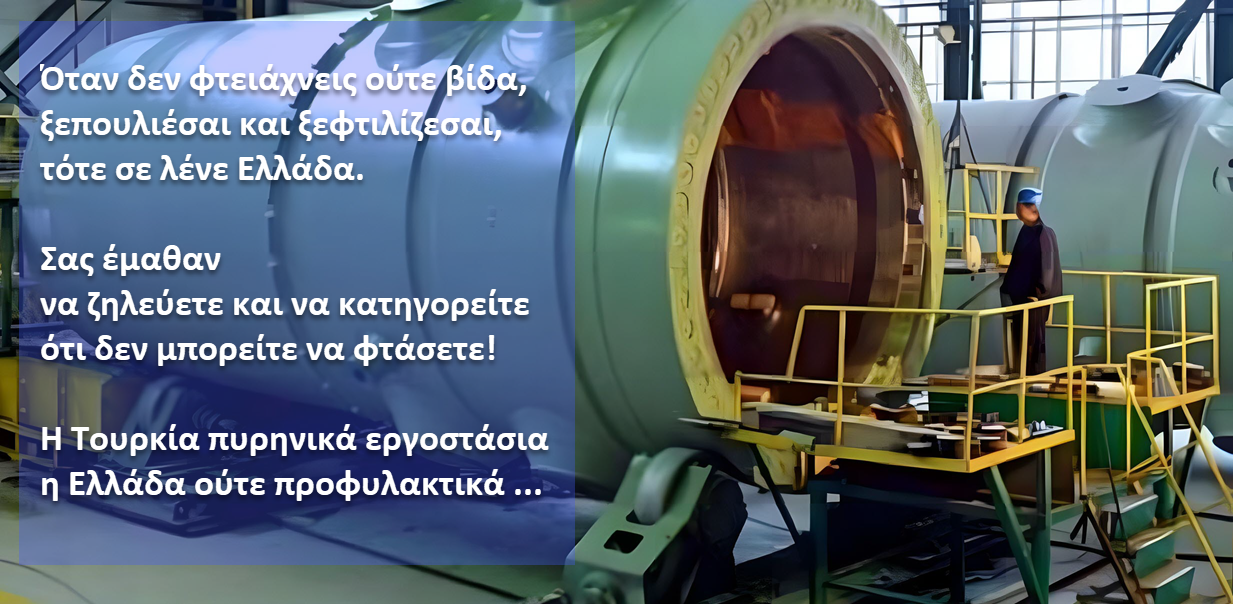 Όταν δεν φτειάχνεις ούτε βίδα,
ξεπουλιέσαι και ξεφτιλίζεσαι,
τότε σε λένε Ελλάδα.
Σας έμαθαν
να ζηλεύετε και να κατηγορείτε
ότι δεν μπορείτε να φτάσετε!
Η Τουρκία πυρηνικά εργοστάσια
η Ελλάδα ούτε προφυλακτικά ...